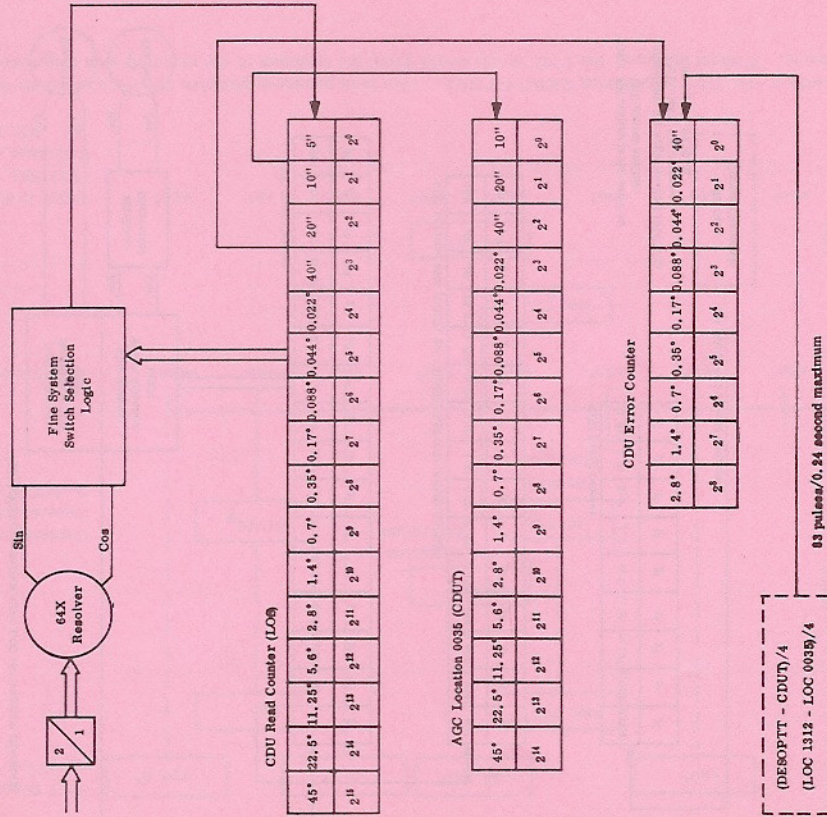 2
1
64X
Resolver
Sin
Cos
Fine System
Switch Selection
Logic
CDU Read Counter (LOS)
45° 22.5° 11.25° 5.6° 2.8° 1.4° 0.7° 0.35° 0.17° 0.088° 0.044° 0.022° 40" 20" 10" 5"
2¹⁵ 2¹⁴ 2¹³ 2¹² 2¹¹ 2¹⁰ 2⁹ 2⁸ 2⁷ 2⁶ 2⁵ 2⁴ 2³ 2² 2¹ 2⁰
AGC Location 0035 (CDUT)
45° 22.5° 11.25° 5.6° 2.8° 1.4° 0.7° 0.35° 0.17° 0.088° 0.044° 0.022° 40" 20" 10"
2¹⁴ 2¹³ 2¹² 2¹¹ 2¹⁰ 2⁹ 2⁸ 2⁷ 2⁶ 2⁵ 2⁴ 2³ 2² 2¹ 2⁰
CDU Error Counter
2.8° 1.4° 0.7° 0.35° 0.17° 0.088° 0.044° 0.022° 40"
2⁸ 2⁷ 2⁶ 2⁵ 2⁴ 2³ 2² 2¹ 2⁰
(DESOPTT - CDUT)/4
(LOC 1312 - LOC 0035)/4
83 pulses/0.24 second maximum